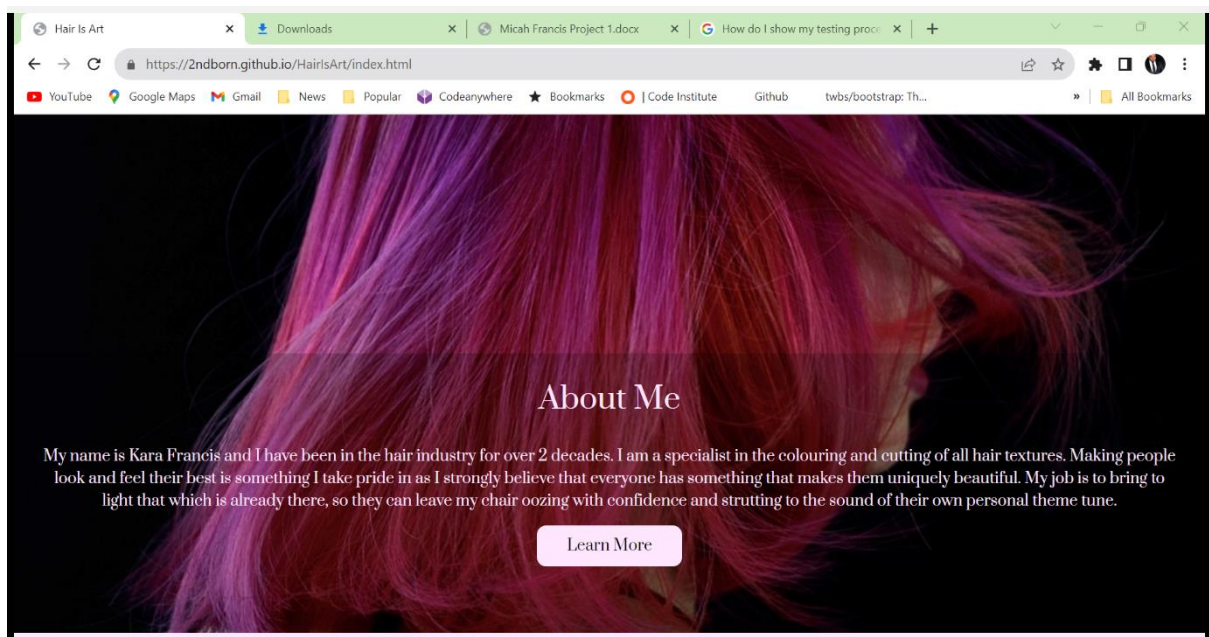 Hair Is Art
Downloads
Micah Francis Project 1.docx
How do I show my testing proce
https://2ndborn.github.io/HairIsArt/index.html
YouTube Google Maps Gmail News Popular Codeanywhere Bookmarks | Code Institute Github twbs/bootstrap: Th... » All Bookmarks
About Me
My name is Kara Francis and I have been in the hair industry for over 2 decades. I am a specialist in the colouring and cutting of all hair textures. Making people
look and feel their best is something I take pride in as I strongly believe that everyone has something that makes them uniquely beautiful. My job is to bring to
light that which is already there, so they can leave my chair oozing with confidence and strutting to the sound of their own personal theme tune.
Learn More